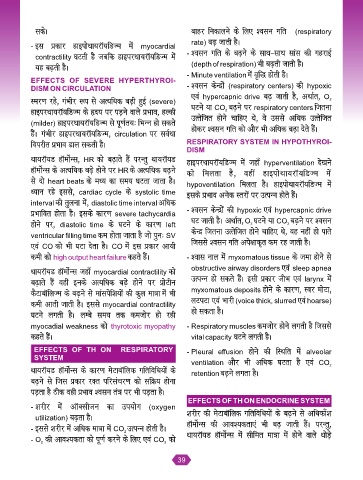 सके।
- इस प्रकार हाइपोथायरॉयडिज्म में myocardial
contractility घटती है जबकि हाइपरथायरॉयडिज्म में
यह बढ़ती है।
EFFECTS OF SEVERE HYPERTHYROI-
DISM ON CIRCULATION
स्मरण रहे, गंभीर रूप से अत्यधिक बढ़ी हुई (severe)
हाइपरथायरॉयडिज्म के हृदय पर पड़ने वाले प्रभाव, हल्की
(milder) हाइपरथायरॉयडिज्म से पूर्णतयः भिन्न हो सकते
हैं। गंभीर हाइपरथायरॉयडिज्म, circulation पर सर्वथा
विपरीत प्रभाव डाल सकती है।
थायरॉयड हॉर्मोन्स, HR को बढ़ाते हैं परन्तु थायरॉयड
हॉर्मोन्स के अत्यधिक बढ़े होने पर HR के अत्यधिक बढ़ने
से दो heart beats के मध्य का समय घटता जाता है।
ध्यान रहे इससे, cardiac cycle के systolic time
interval की तुलना में, diastolic time interval अधिक
प्रभावित होता है। इसके कारण severe tachycardia
होने पर, diastolic time के घटने के कारण left
ventricular filling time कम होता जाता है जो पुनः SV
एवं CO को भी घटा देता है। CO में इस प्रकार आयी
कमी को high output heart failure कहते हैं।
थायरॉयड हॉर्मोन्स जहाँ myocardial contractility को
बढ़ाते हैं वहीं इनके अत्यधिक बढ़े होने पर प्रोटीन
कैटाबॉलिज्म के बढ़ने से मांसपेशियों की कुल मात्रा में भी
कमी आती जाती है। इससे myocardial contractility
घटने लगती है। लम्बे समय तक कमजोर हो रही
myocadial weakness को thyrotoxic myopathy
कहते हैं।
EFFECTS OF TH ON RESPIRATORY
SYSTEM
थायरॉयड हॉर्मोन्स के कारण मेटाबॉलिक गतिविधियों के
बढ़ने से जिस प्रकार रक्त परिसंचरण को सक्रिय होना
पड़ता है ठीक वही प्रभाव श्वसन तंत्र पर भी पड़ता है।
- शरीर में ऑक्सीजन का उपयोग (oxygen
utilization) बढ़ता है।
- इससे शरीर में अधिक मात्रा में CO₂ उत्पन्न होती है।
- O₂ की आवश्यकता को पूर्ण करने के लिए एवं CO₂ को
बाहर निकालने के लिए श्वसन गति (respiratory
rate) बढ़ जाती है।
- श्वसन गति के बढ़ने के साथ-साथ सांस की गहराई
(depth of respiration) भी बढ़ती जाती है।
- Minute ventilation में वृद्धि होती है।
- श्वसन केन्द्रों (respiratory centers) की hypoxic
एवं hypercapnic drive बढ़ जाती है, अर्थात, O₂
घटने या CO₂ बढ़ने पर respiratory centers जितना
उत्तेजित होने चाहिए थे, वे उससे अधिक उत्तेजित
होकर श्वसन गति को और भी अधिक बढ़ा देते हैं।
RESPIRATORY SYSTEM IN HYPOTHYROI-
DISM
हाइपरथायरॉयडिज्म में जहाँ hyperventilation देखने
को मिलता है, वहीं हाइपोथायरॉयडिज्म में
hypoventilation मिलता है। हाइपोथायरॉयडिज्म में
इसके प्रभाव अनेक स्तरों पर उत्पन्न होते हैं।
- श्वसन केन्द्रों की hypoxic एवं hypercapnic drive
घट जाती है। अर्थात, O₂ घटने या CO₂ बढ़ने पर श्वसन
केन्द्र जितना उत्तेजित होने चाहिए थे, वह नहीं हो पाते
जिससे श्वसन गति अपेक्षाकृत कम रह जाती है।
- श्वास नाल में myxomatous tissue के जमा होने से
obstructive airway disorders एवं sleep apnea
उत्पन्न हो सकते हैं। इसी प्रकार जीभ एवं larynx में
myxomatous deposits होने के कारण, स्वर मोटा,
लटपटा एवं भारी (voice thick, slurred एवं hoarse)
हो सकता है।
- Respiratory muscles कमजोर होने लगती है जिससे
vital capacity घटने लगती है।
- Pleural effusion होने की स्थिति में alveolar
ventilation और भी अधिक घटता है एवं CO₂
retention बढ़ने लगता है।
EFFECTS OF TH ON ENDOCRINE SYSTEM
शरीर की मेटाबॉलिक गतिविधियों के बढ़ने से अधिकाँश
हॉर्मोन्स की आवश्यकताएं भी बढ़ जाती हैं। परन्तु,
थायरॉयड हॉर्मोन्स में सीमित मात्रा में होने वाले थोड़े
39